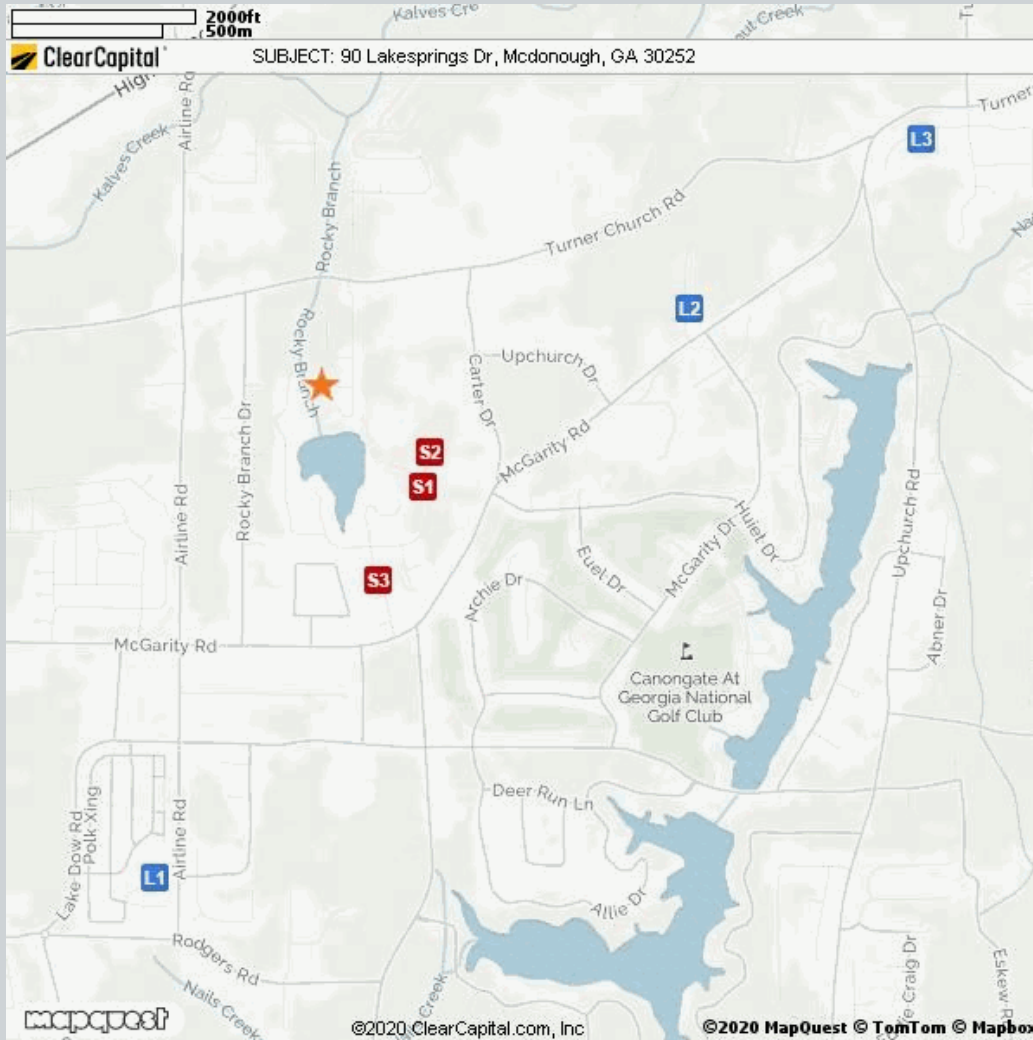 2000ft
500m
Kalves Cre
ut Creek
ClearCapital
SUBJECT: 90 Lakesprings Dr, Mcdonough, GA 30252
High
Airline Rd
Turner
L3
Kalves Creek
Rocky Branch
Turner Church Rd
Na
L2
Rocky Branch
Upchurch Dr
Carter Dr
Rocky Branch Dr
S2
McGarity Rd
S1
Airline Rd
Upchurch Rd
Huiet Dr
McGarity Dr
Euel Dr
S3
Archie Dr
Abner Dr
McGarity Rd
Canongate At
Georgia National
Golf Club
Deer Run Ln
Lake Dow Rd
Polk Xing
Airline Rd
L1
Allie Dr
Rodgers Rd
Nails Creek
Creek
ie Craig Dr
Eskew R
mapquest
©2020 ClearCapital.com, Inc
©2020 MapQuest © TomTom © Mapbox